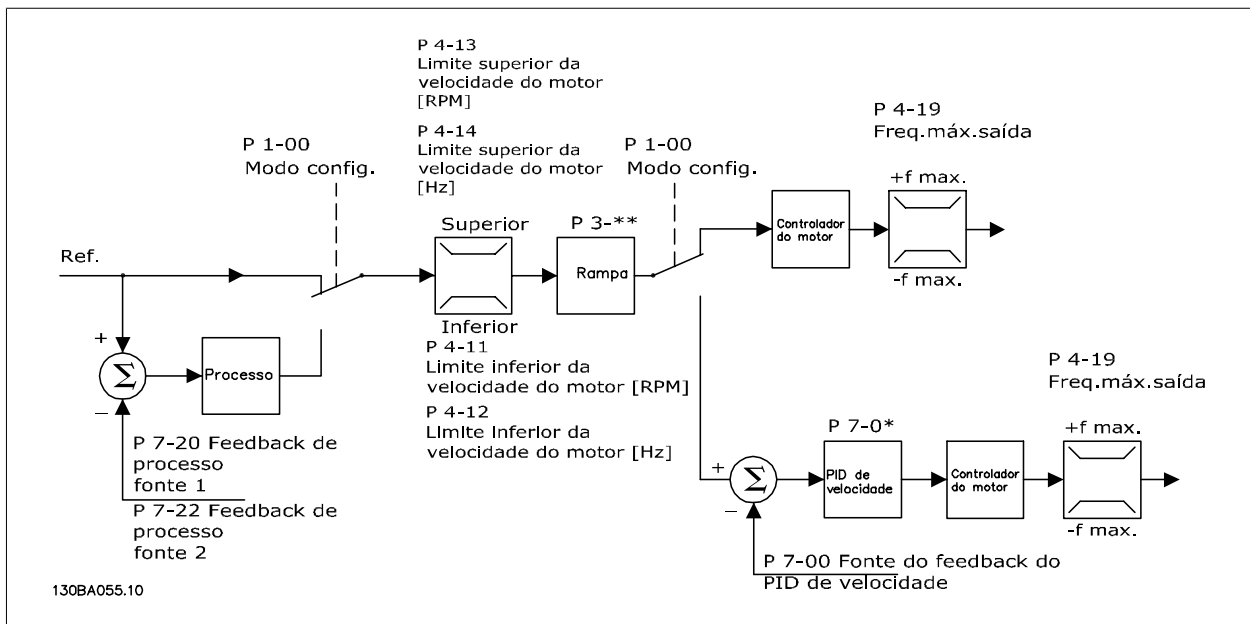 P 4-13
Limite superior da
velocidade do motor
[RPM]
P 4-14
Limite superior da
velocidade do motor
[Hz]
P 1-00
Modo config.
P 1-00
Modo config.
P 4-19
Freq.máx.saída
+f max.
-f max.
Superior
Inferior
P 3-**
Rampa
Controlador
do motor
Ref.
+
Σ
−
Processo
P 4-11
Limite inferior da
velocidade do motor [RPM]
P 4-12
Limite inferior da
velocidade do motor [Hz]
P 7-20 Feedback de
processo
fonte 1
P 7-22 Feedback de
processo
fonte 2
+
Σ
−
P 7-0*
PID de
velocidade
Controlador
do motor
P 4-19
Freq.máx.saída
+f max.
-f max.
P 7-00 Fonte do feedback do
PID de velocidade
130BA055.10